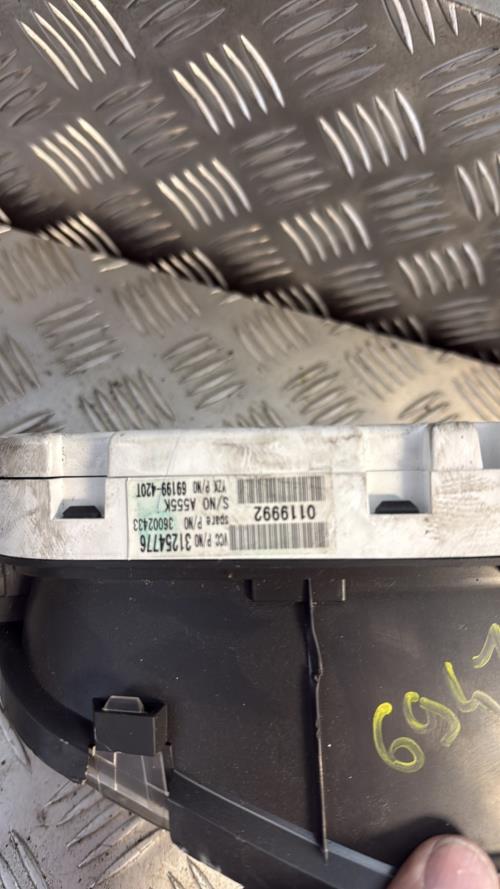 VCC P/NO 31254776
spare P/NO 36002433
0119992
S/NO A555K
YZK P/NO 69199-420T